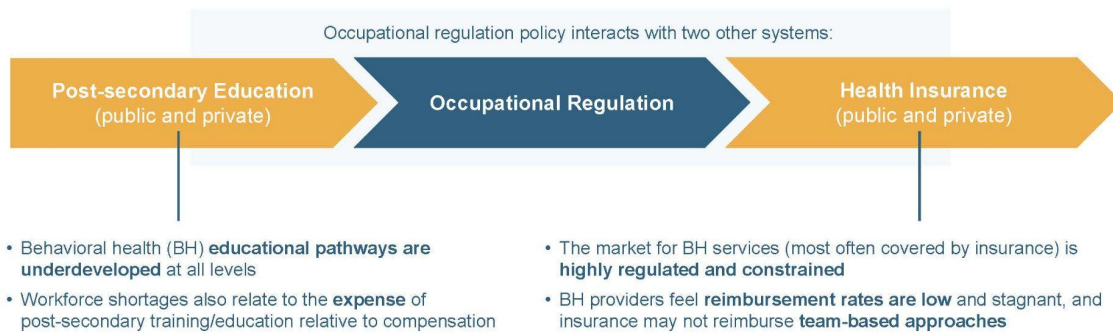 Occupational regulation policy interacts with two other systems:
Post-secondary Education
(public and private)
Occupational Regulation
Health Insurance
(public and private)
• Behavioral health (BH) educational pathways are
underdeveloped at all levels
• Workforce shortages also relate to the expense of
post-secondary training/education relative to compensation
• The market for BH services (most often covered by insurance) is
highly regulated and constrained
• BH providers feel reimbursement rates are low and stagnant, and
insurance may not reimburse team-based approaches